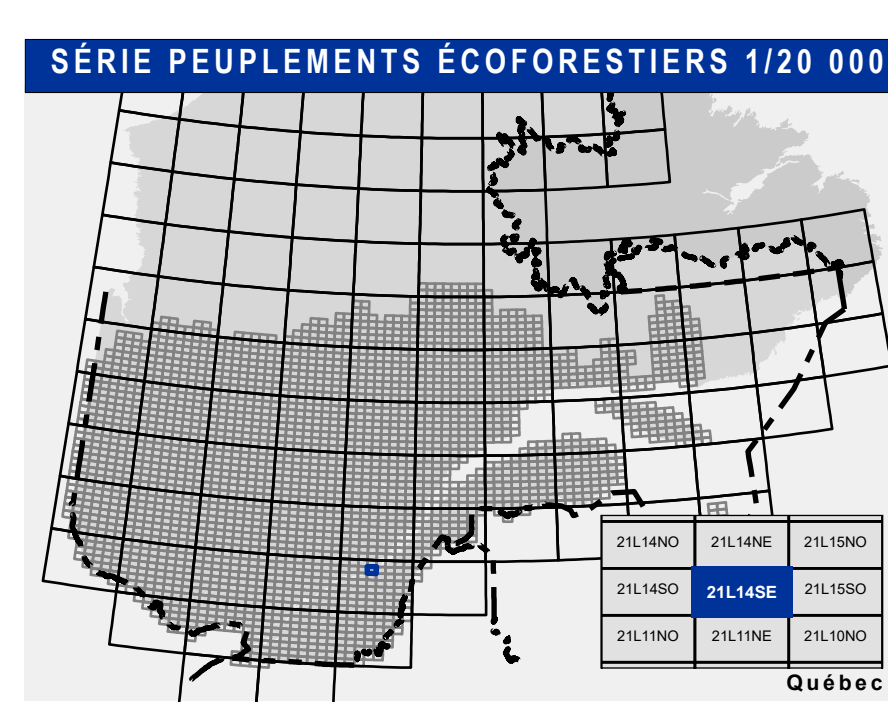 SÉRIE PEUPLEMENTS ÉCOFORESTIERS 1/20 000
21L14NO 21L14NE 21L15NO
21L14SO 21L14SE 21L15SO
21L11NO 21L11NE 21L10NO
Québec